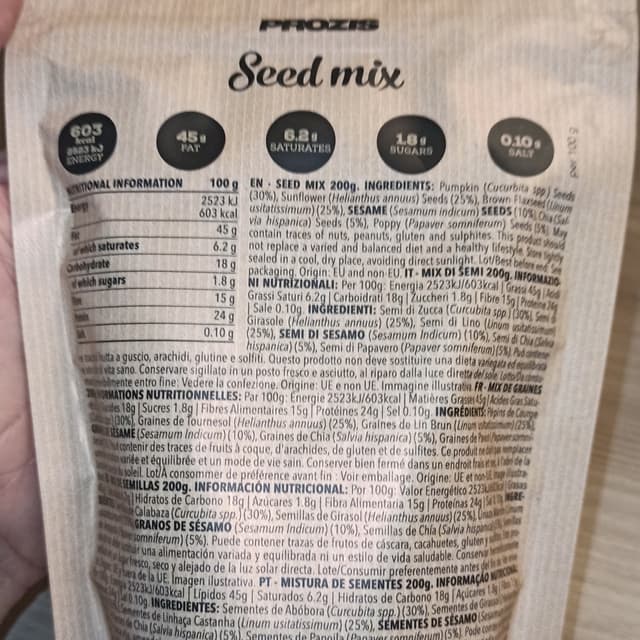 PROZIS
Seed mix
603 kcal 2523 kJ ENERGY
45g FAT
6.2g SATURATES
1.8g SUGARS
0.10g SALT
per 100 g
NUTRITIONAL INFORMATION 100 g
Energy 2523 kJ
603 kcal
Fat 45 g
of which saturates 6.2 g
Carbohydrate 18 g
of which sugars 1.8 g
15 g
24 g
0.10 g
EN - SEED MIX 200g. INGREDIENTS: Pumpkin (Cucurbita spp.) Seeds
(30%), Sunflower (Helianthus annuus) Seeds (25%), Brown Flaxseed (Linum
usitatissimum) (25%), SESAME (Sesamum indicum) SEEDS (10%), Chia (Sal-
via hispanica) Seeds (5%), Poppy (Papaver somniferum) Seeds (5%). May
contain traces of nuts, peanuts, gluten and sulphites. This product should
not replace a varied and balanced diet and a healthy lifestyle. Store tightly
sealed in a cool, dry place, avoiding direct sunlight. Lot/Best before end: See
packaging. Origin: EU and non EU. IT - MIX DI SEMI 200g. INFORMAZIO-
NI NUTRIZIONALI: Per 100g: Energia 2523kJ/603kcal | Grassi 45g | Acidi
Grassi Saturi 6.2g | Carboidrati 18g | Zuccheri 1.8g | Fibre 15g | Proteine 24g
| Sale 0.10g. INGREDIENTI: Semi di Zucca (Curcubita spp.) (30%), Semi di
Girasole (Helianthus annuus) (25%), Semi di Lino (Linum usitatissimum)
(25%), SEMI DI SESAMO (Sesamum Indicum) (10%), Semi di Chia (Salvia
hispanica) (5%), Semi di Papavero (Papaver somniferum) (5%). Può contenere
frutta a guscio, arachidi, glutine e solfiti. Questo prodotto non deve sostituire una dieta variegata ed equilibrata
vita sano. Conservare sigillato in un posto fresco e asciutto, al riparo dalla luce diretta del sole.
entro fine: Vedere la confezione. Origine: UE e non UE. Immagine illustrativa. FR - MIX DE GRAINES
NUTRITIONNELLES: Par 100g: Énergie 2523kJ/603kcal | Matières Grasses 45g | Acides Gras Satu-
18g | Sucres 1.8g | Fibres Alimentaires 15g | Protéines 24g | Sel 0.10g. INGRÉDIENTS: Pépins de Courge
(30%), Graines de Tournesol (Helianthus annuus) (25%), Graines de Lin Brun (Linum usitatissimum) (25%),
SÉSAME (Sesamum Indicum) (10%), Graines de Chia (Salvia hispanica) (5%), Graines de
contenir des traces de fruits à coque, d'arachides, de gluten et de sulfites. Ce produit ne doit pas remplacer
variée et équilibrée et un mode de vie sain. Conserver bien fermé dans un endroit frais et
soleil. Lot/À consommer de préférence avant fin : Voir emballage. Origine: UE et non
SEMILLAS 200g. INFORMACIÓN NUTRICIONAL: Por 100g: Valor Energético 2523kJ/603kcal | Grasas
| Hidratos de Carbono 18g | Azúcares 1.8g | Fibra Alimentaria 15g | Proteínas 24g | INGRE-
Calabaza (Curcubita spp.) (30%), Semillas de Girasol (Helianthus annuus) (25%),
GRANOS DE SÉSAMO (Sesamum Indicum) (10%), Semillas de Chía (Salvia hispanica)
somniferum) (5%). Puede contener trazas de frutos de cáscara, cacahuetes, gluten y
una alimentación variada y equilibrada ni un estilo de vida saludable. Conservar
fresco, seco y alejado de la luz solar directa. Lote/Consumir preferentemente antes del
de la UE. Imagen ilustrativa. PT - MISTURA DE SEMENTES 200g. INFORMAÇÃO NUTRICIONAL
2523kJ/603kcal | Lípidos 45g | Saturados 6.2g | Hidratos de Carbono 18g | Açúcares 1.8g
0.10g. INGREDIENTES: Sementes de Abóbora (Curcubita spp.) (30%), Sementes de Girassol
Sementes de Linhaça Castanha (Linum usitatissimum) (25%), SEMENTES DE SÉSAMO
de Chia (Salvia hispanica) (5%), Sementes de Papoila (Papaver somniferum) (5%). Pode